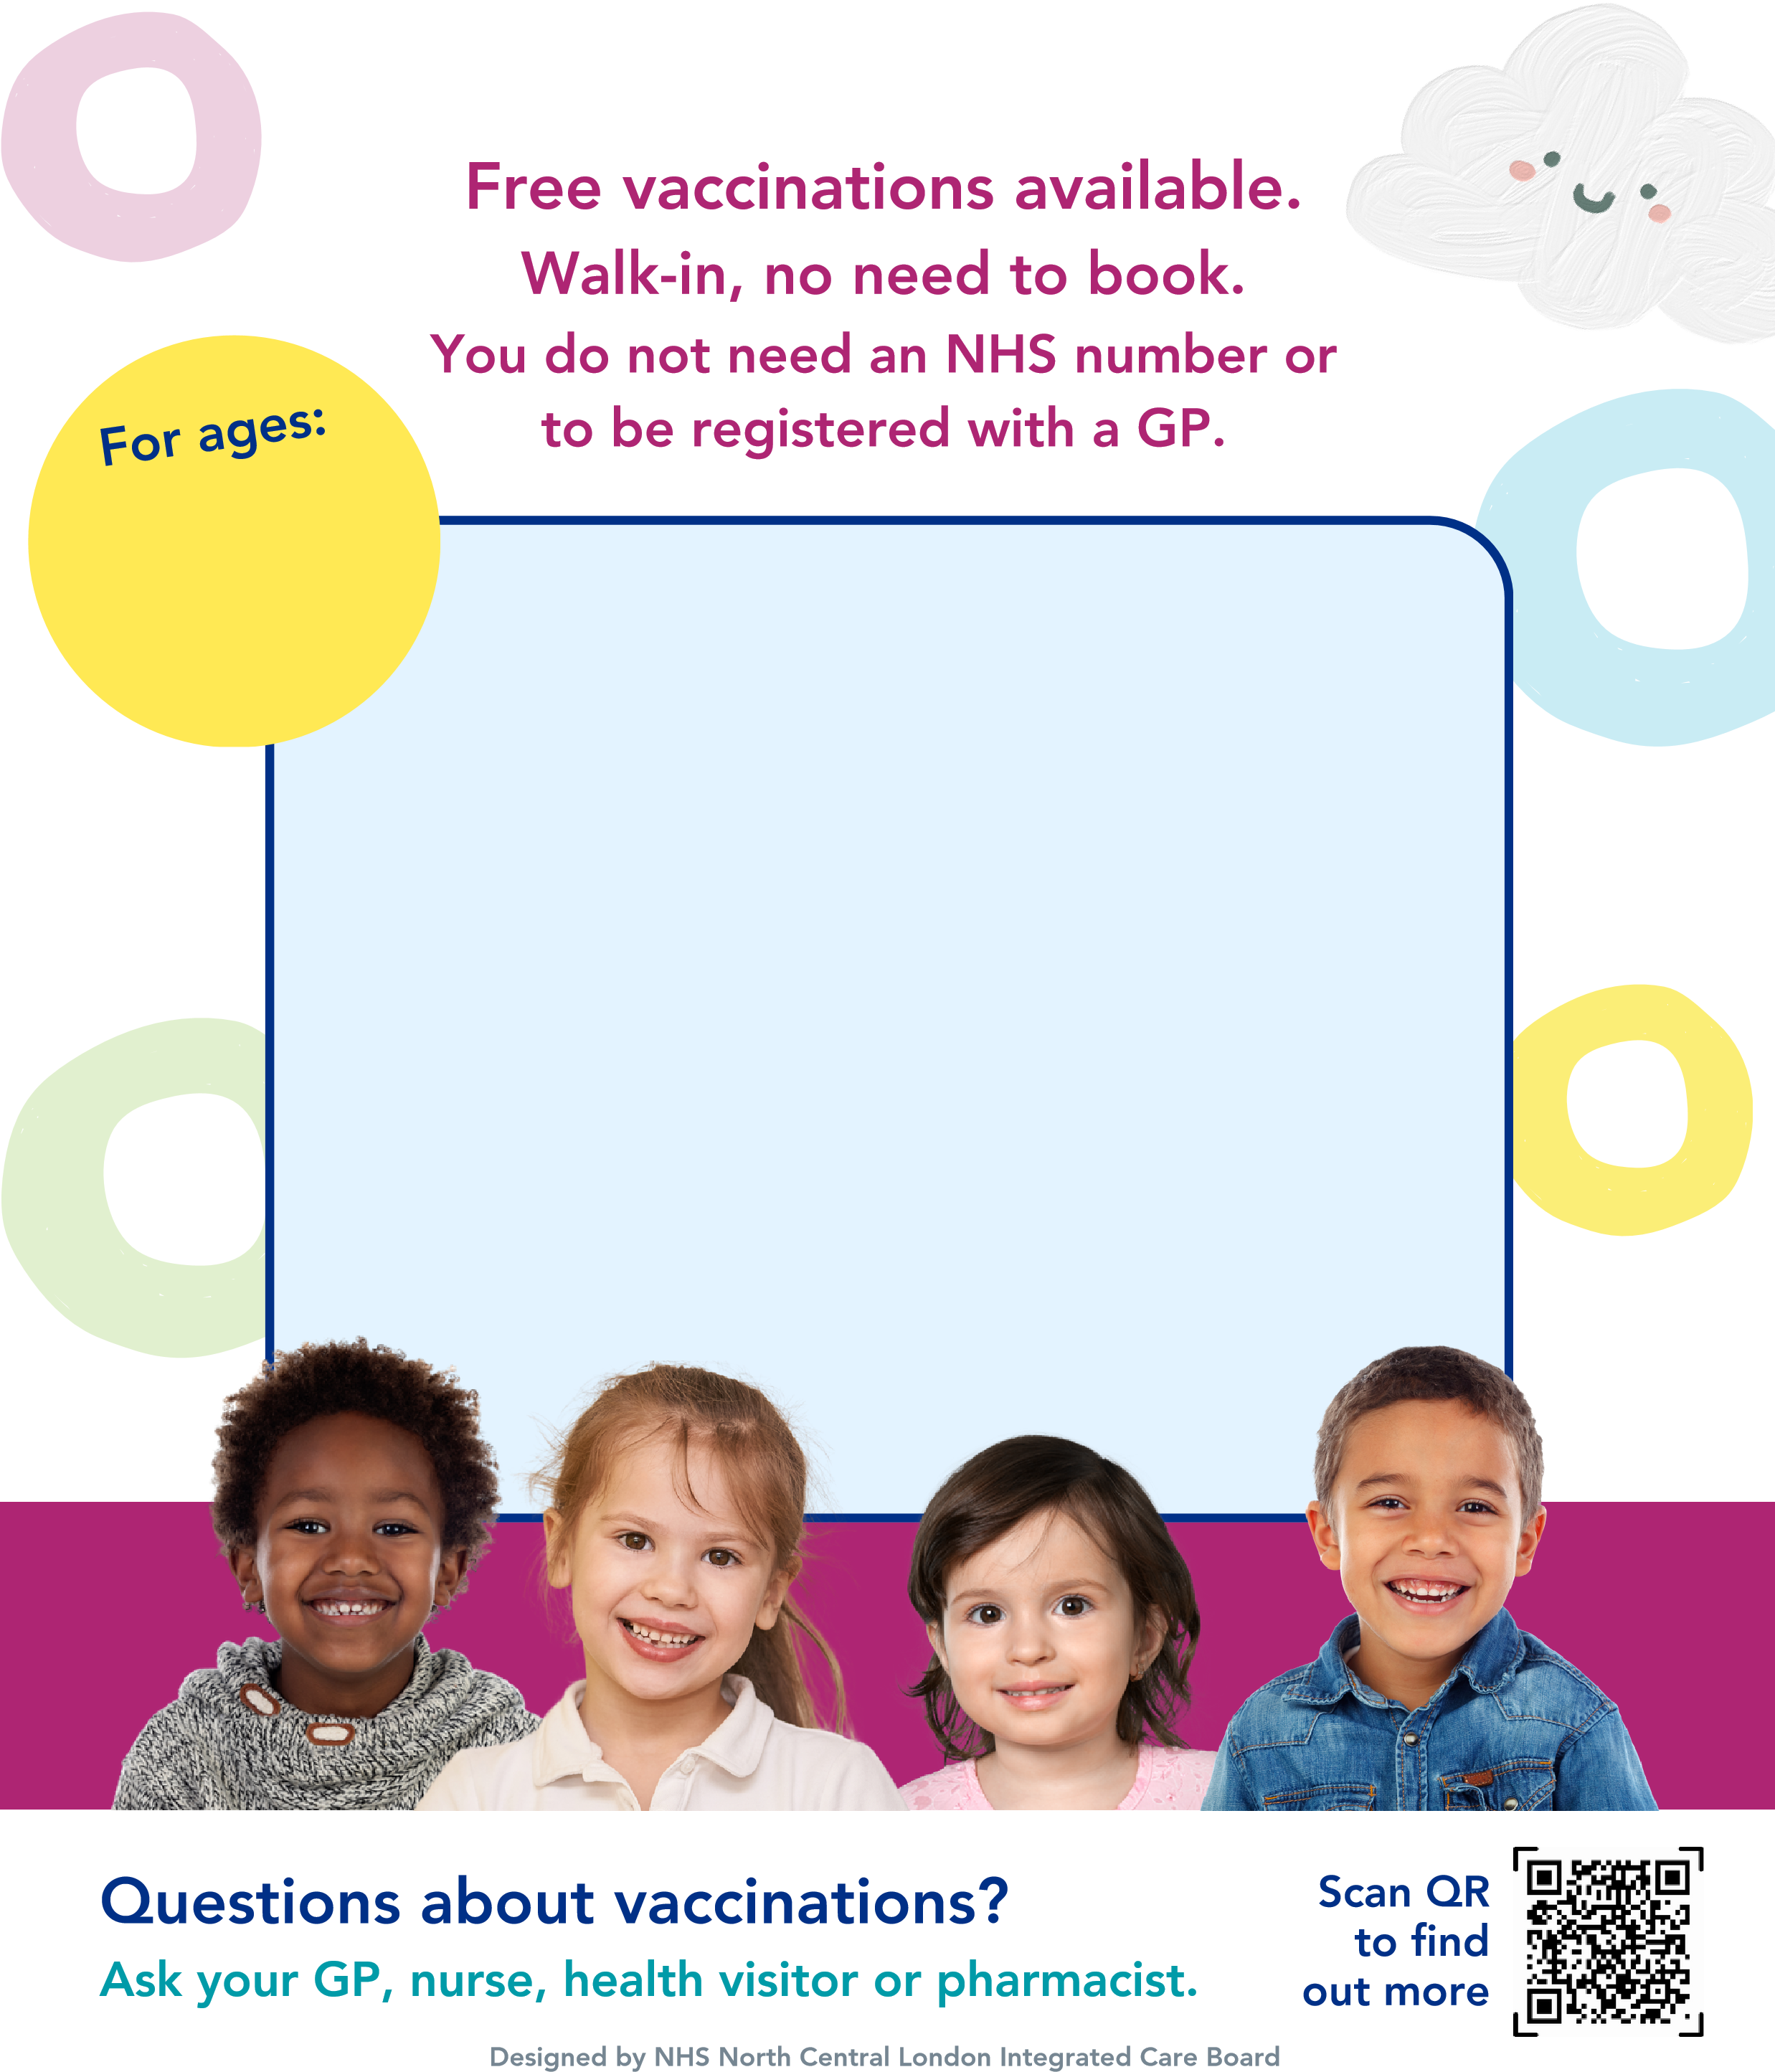 Free vaccinations available.
Walk-in, no need to book.
You do not need an NHS number or
to be registered with a GP.
For ages:
Questions about vaccinations?
Ask your GP, nurse, health visitor or pharmacist.
Scan QR
to find
out more
Designed by NHS North Central London Integrated Care Board